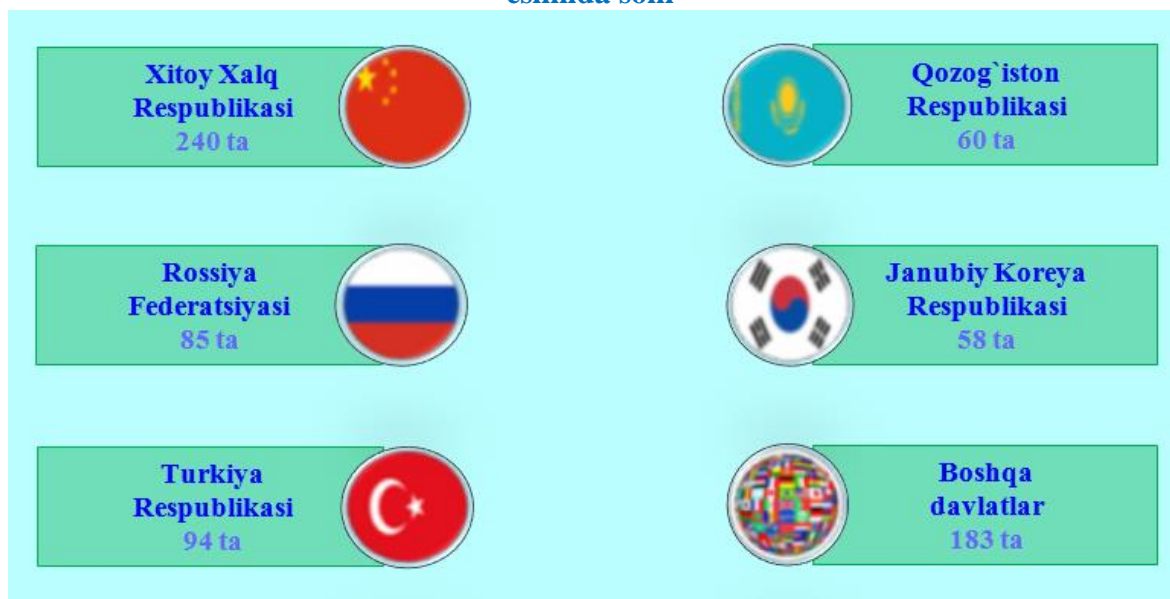 Xitoy Xalq
Respublikasi
240 ta
Qozog`iston
Respublikasi
60 ta
Rossiya
Federatsiyasi
85 ta
Janubiy Koreya
Respublikasi
58 ta
Turkiya
Respublikasi
94 ta
Boshqa
davlatlar
183 ta